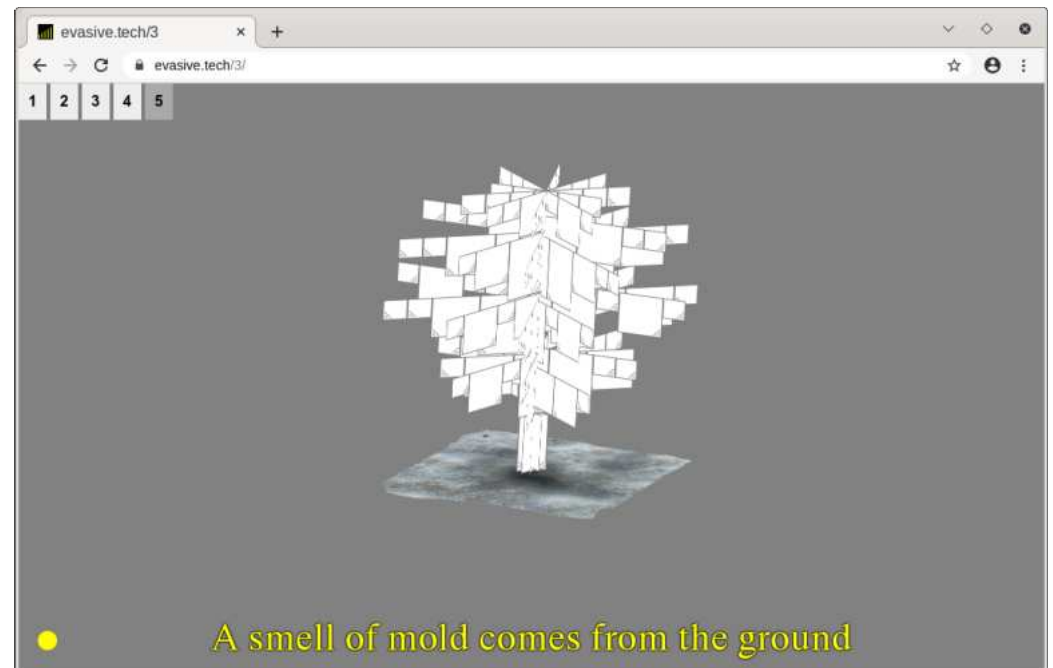 evasive.tech/3
evasive.tech/3/
1 2 3 4 5
A smell of mold comes from the ground